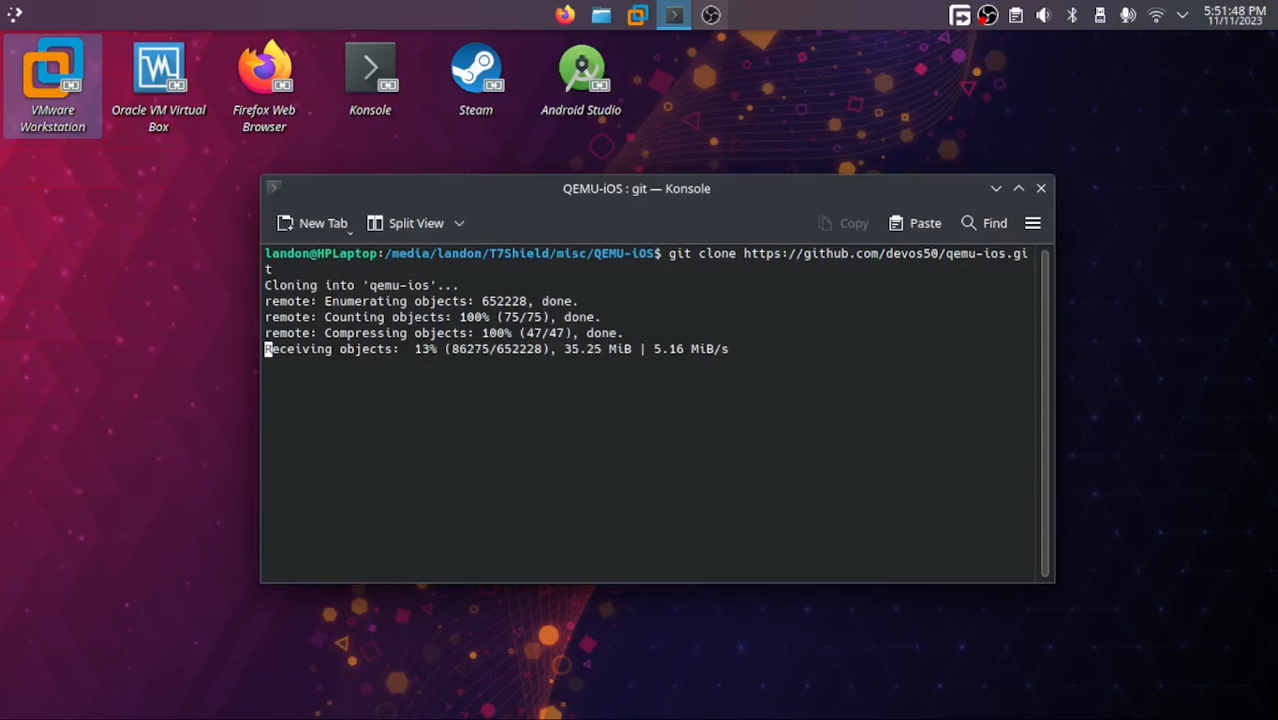 5:51:48 PM
11/11/2023
VMware
Workstation
Oracle VM Virtual
Box
Firefox Web
Browser
Konsole
Steam
Android Studio
QEMU-iOS : git — Konsole
New Tab
Split View
Copy
Paste
Find
landon@HPLaptop:/media/landon/T7Shield/misc/QEMU-iOS$ git clone https://github.com/devos50/qemu-ios.gi
t
Cloning into 'qemu-ios'...
remote: Enumerating objects: 652228, done.
remote: Counting objects: 100% (75/75), done.
remote: Compressing objects: 100% (47/47), done.
Receiving objects:  13% (86275/652228), 35.25 MiB | 5.16 MiB/s